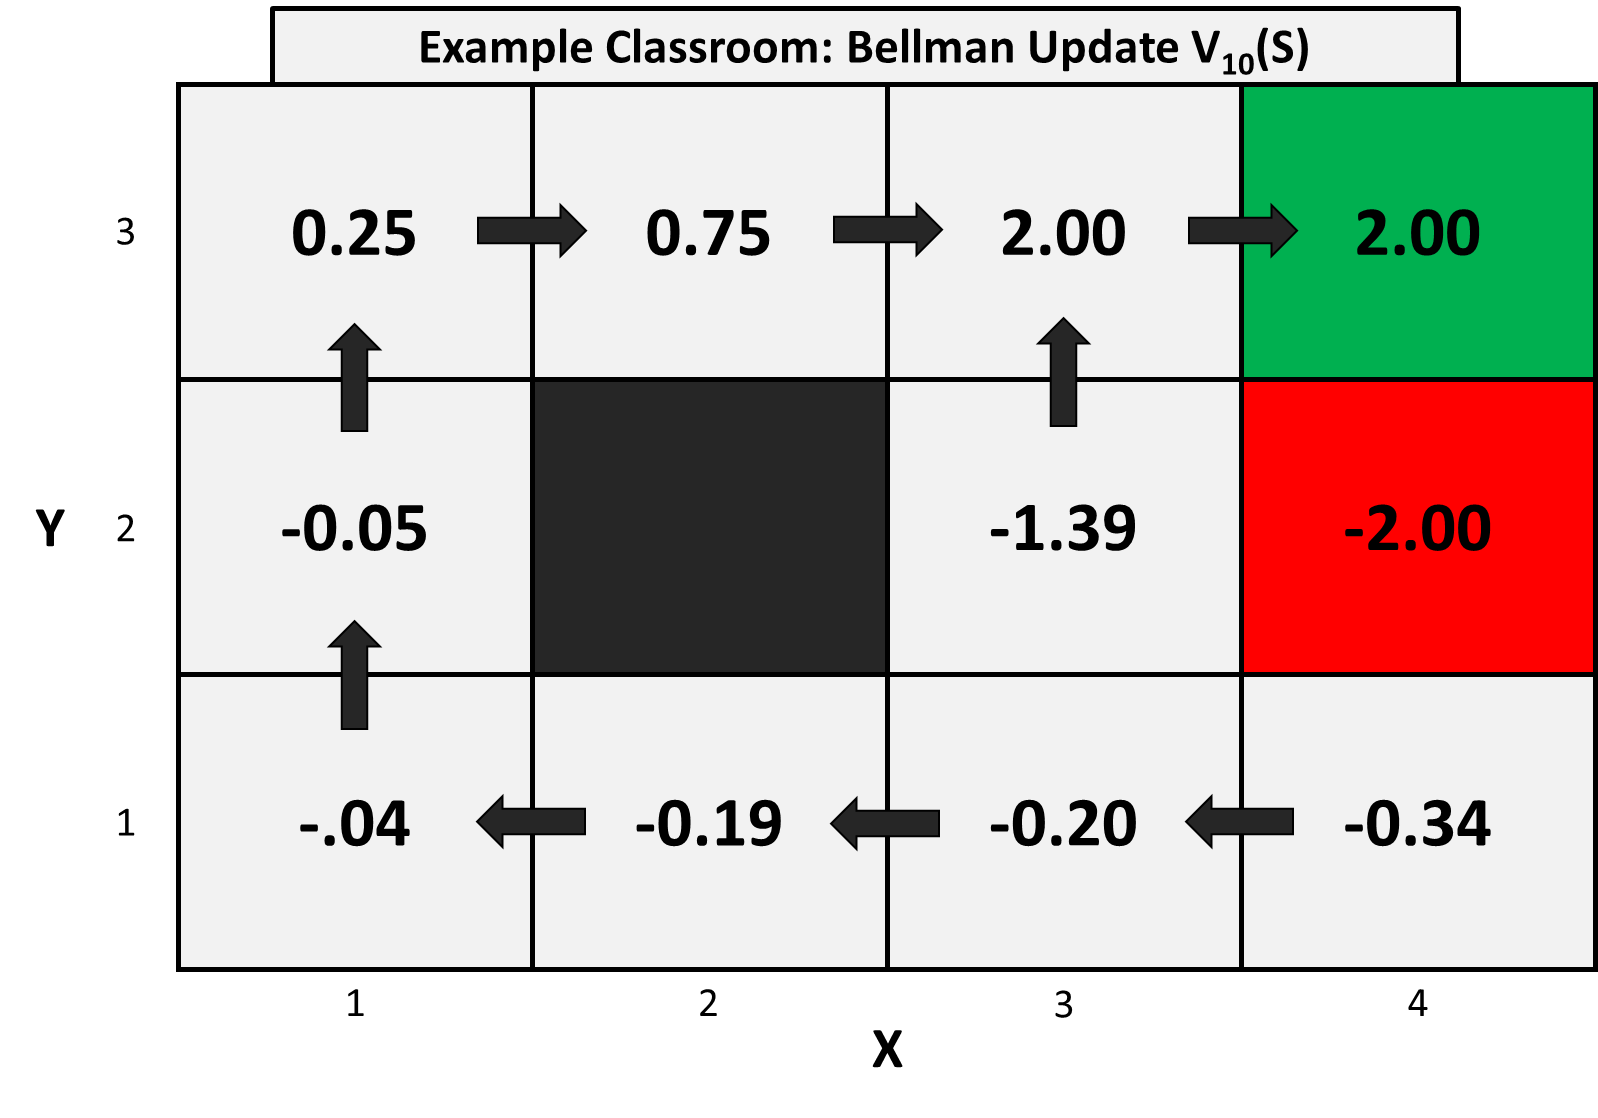 Example Classroom: Bellman Update V10(S)
3 0.25 0.75 2.00 2.00
Y 2 -0.05 -1.39 -2.00
1 -.04 -0.19 -0.20 -0.34
1 2 3 4
X